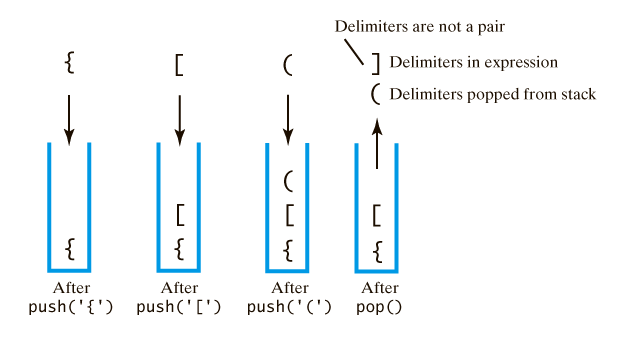 Delimiters are not a pair
{ [ ( ] Delimiters in expression
( Delimiters popped from stack
(
[ [ [
{ { { {
After After After After
push('{') push('[') push('(') pop()